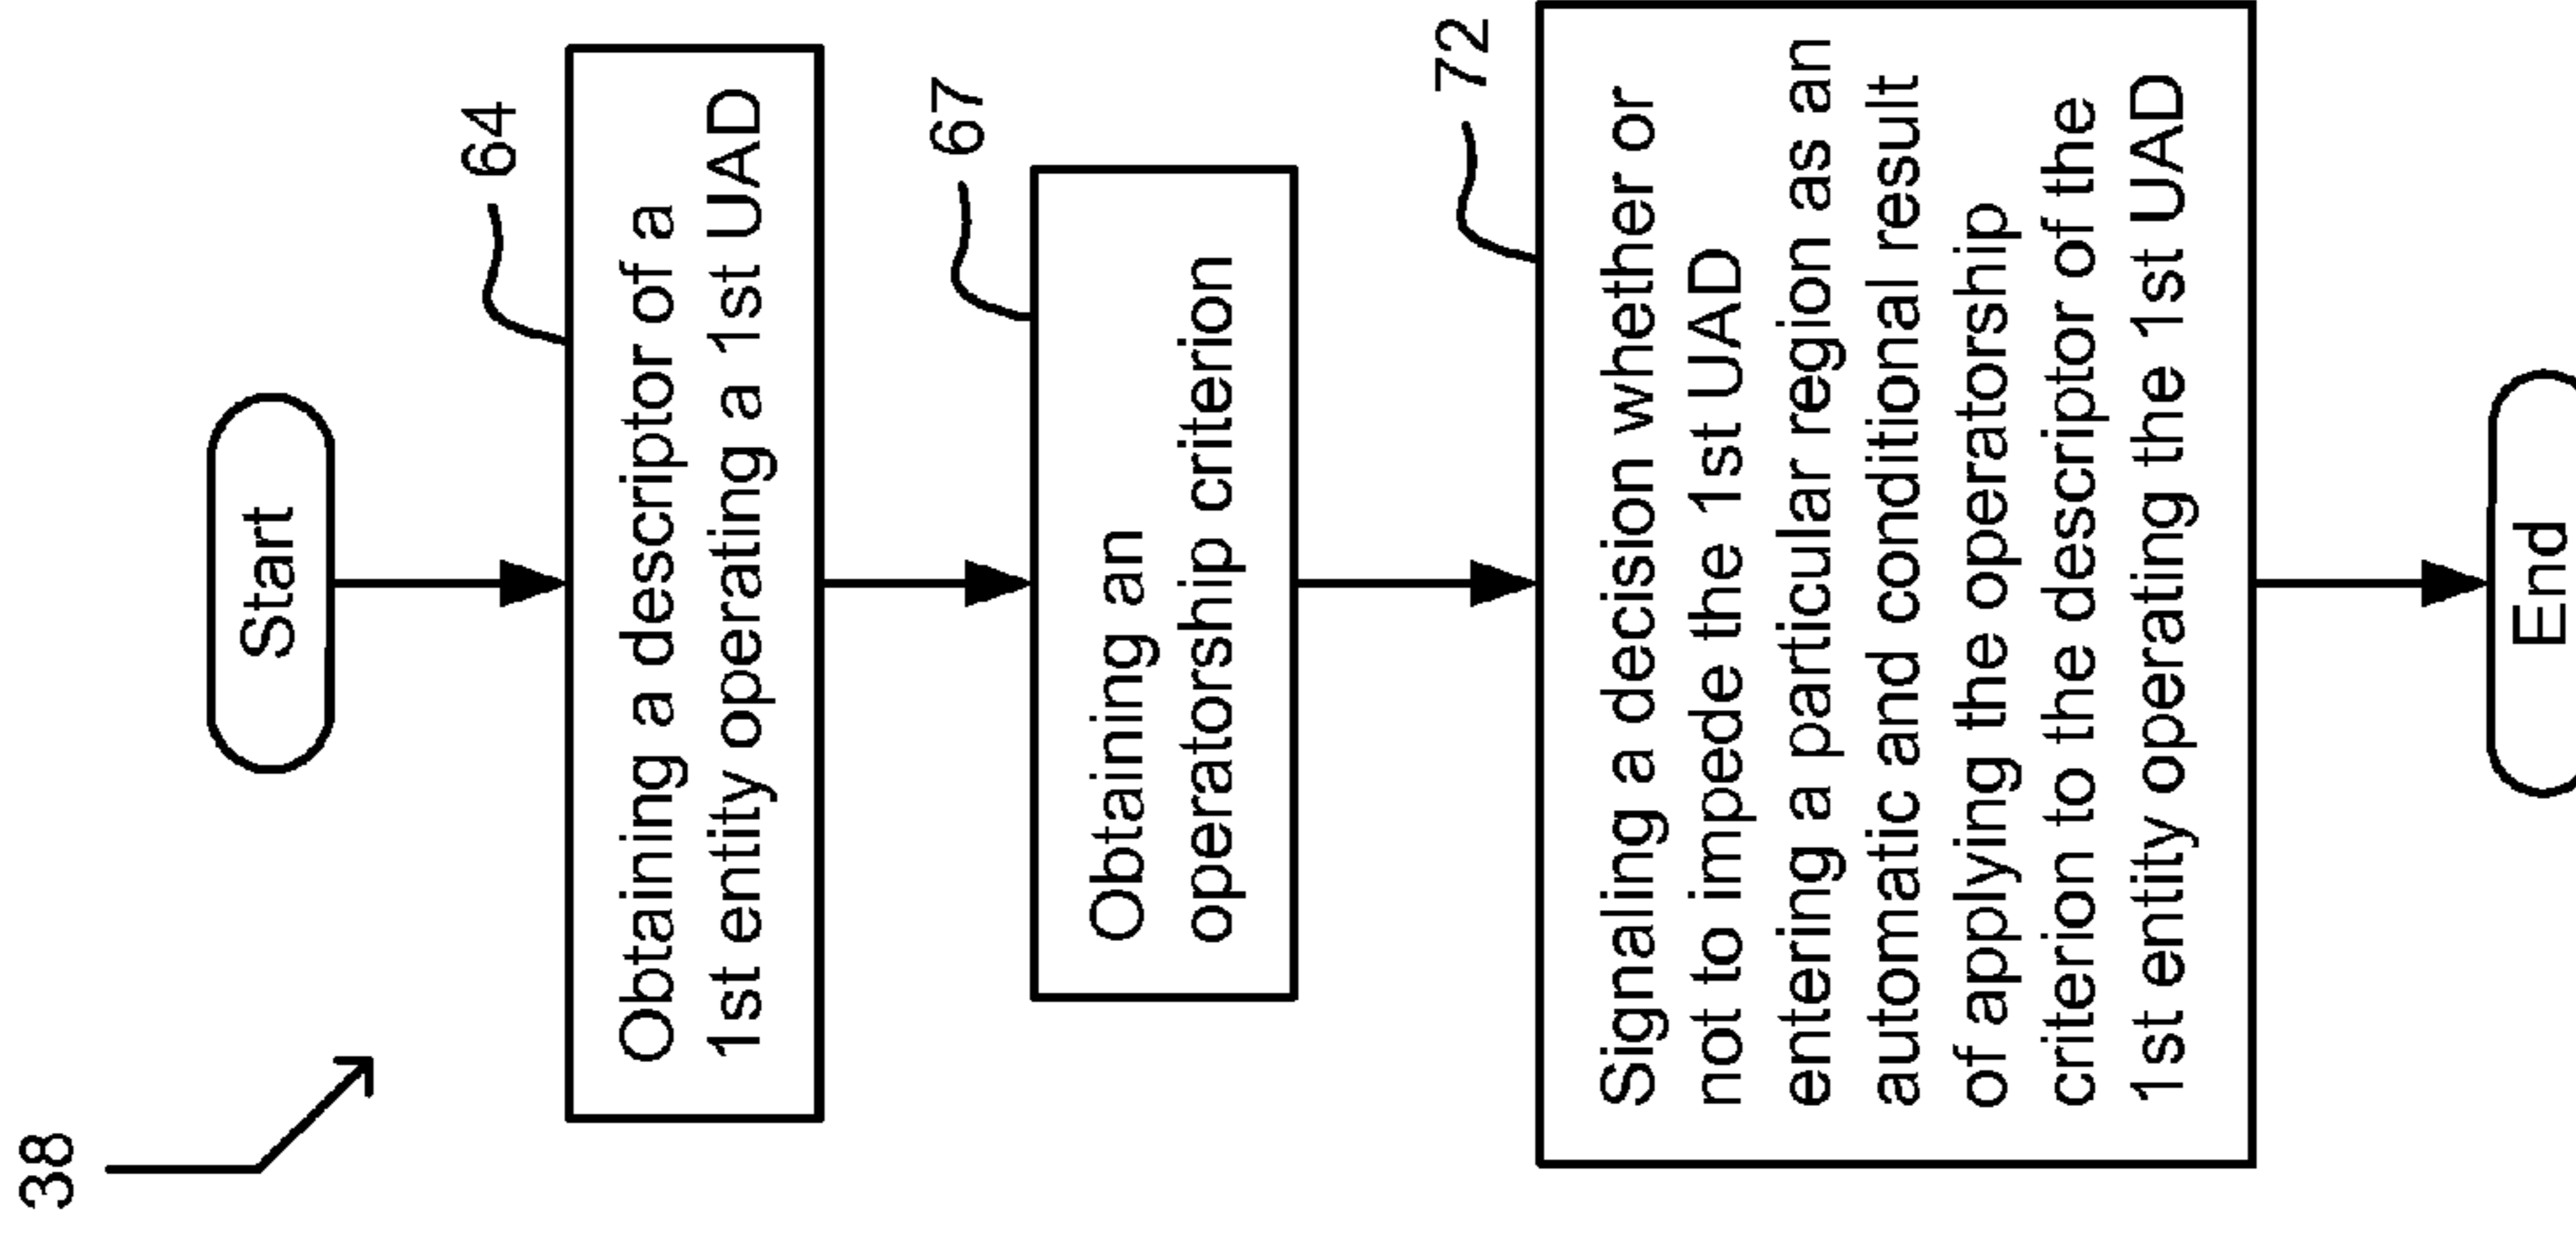 38
Start
64
Obtaining a descriptor of a
1st entity operating a 1st UAD
67
Obtaining an
operatorship criterion
72
Signaling a decision whether or
not to impede the 1st UAD
entering a particular region as an
automatic and conditional result
of applying the operatorship
criterion to the descriptor of the
1st entity operating the 1st UAD
End